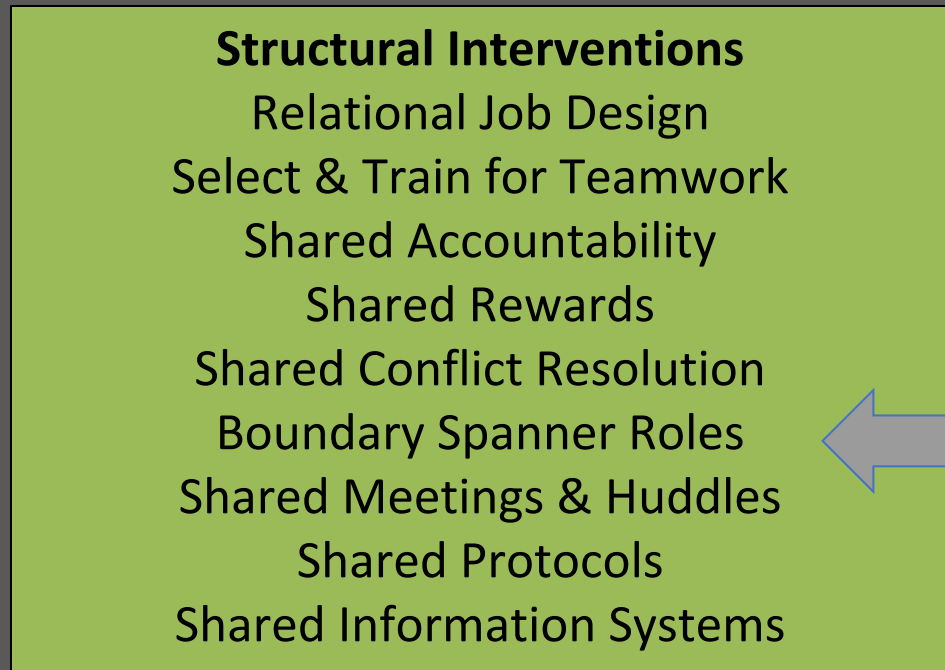 Structural Interventions
Relational Job Design
Select & Train for Teamwork
Shared Accountability
Shared Rewards
Shared Conflict Resolution
Boundary Spanner Roles
Shared Meetings & Huddles
Shared Protocols
Shared Information Systems